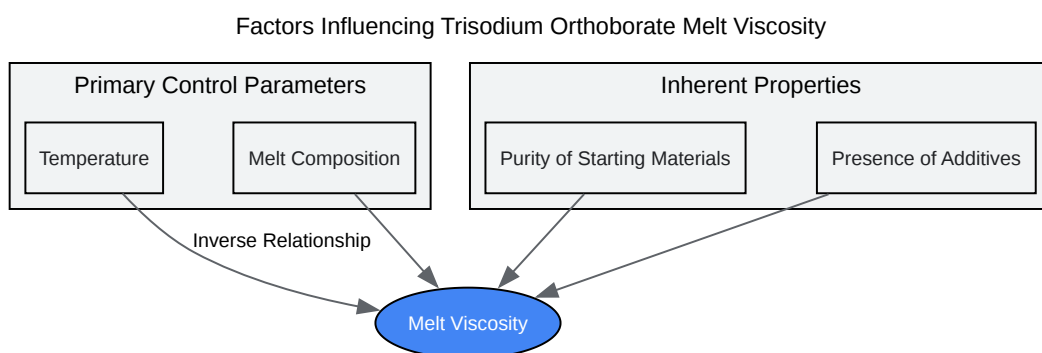 Factors Influencing Trisodium Orthoborate Melt Viscosity
Primary Control Parameters
Inherent Properties
Temperature
Melt Composition
Purity of Starting Materials
Presence of Additives
Inverse Relationship
Melt Viscosity